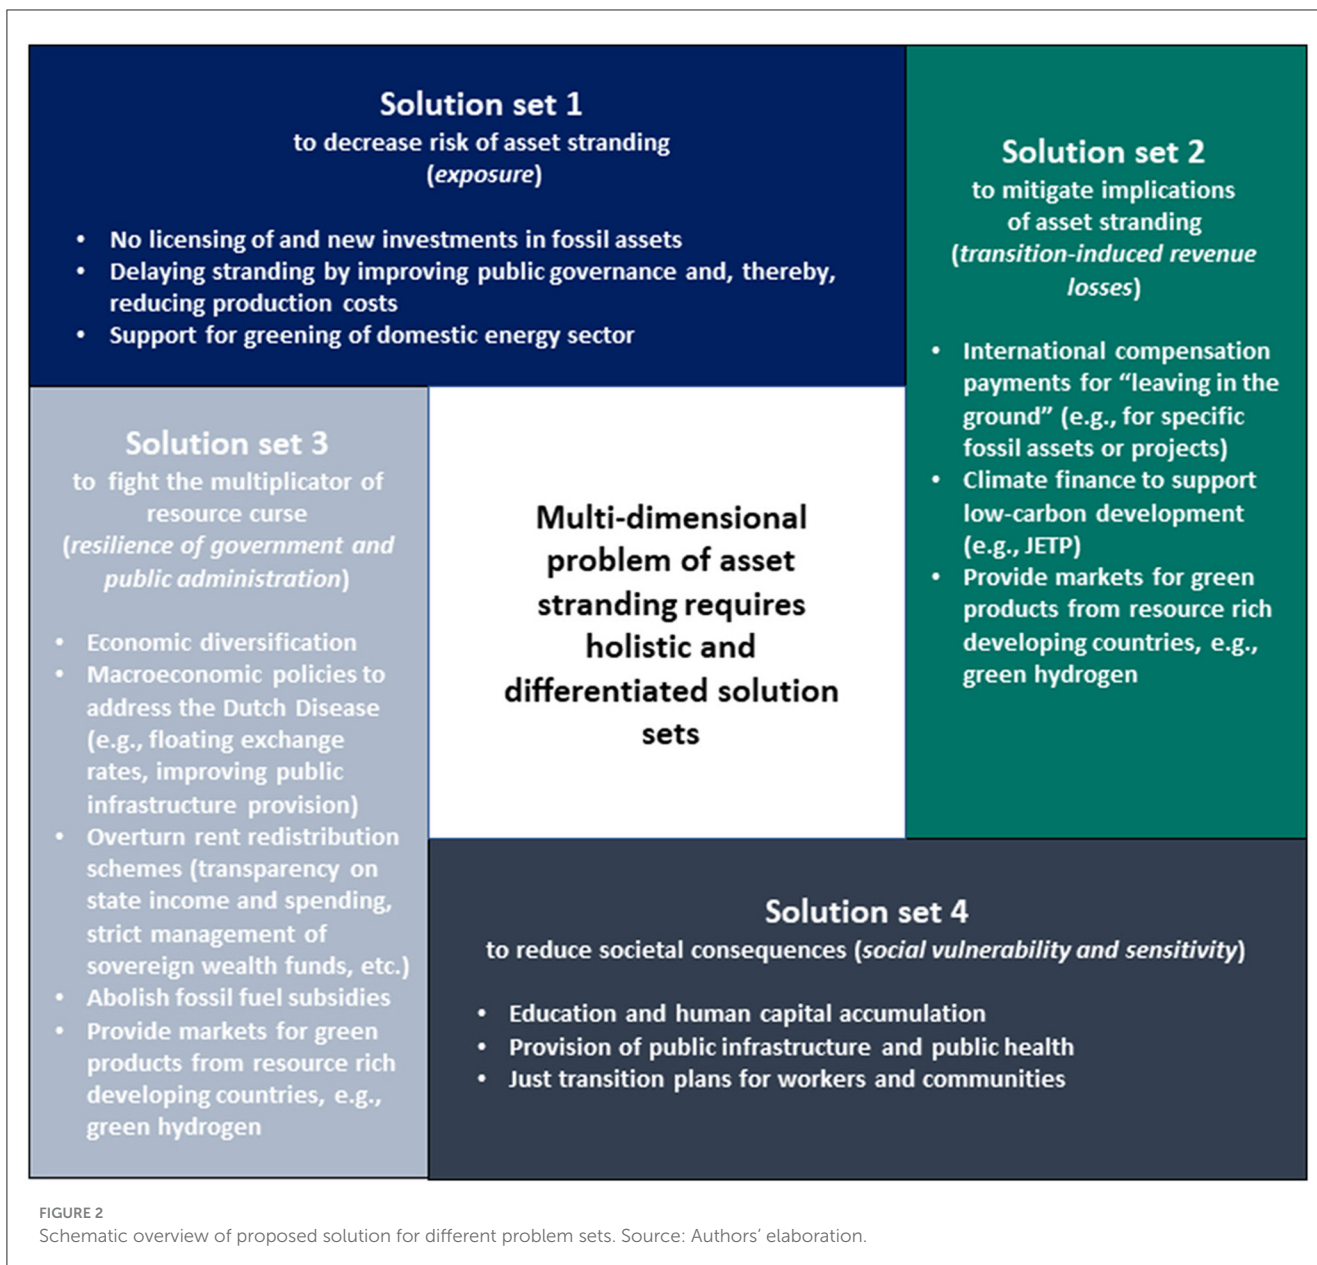 Solution set 1
to decrease risk of asset stranding
(exposure)
• No licensing of and new investments in fossil assets
• Delaying stranding by improving public governance and, thereby,
reducing production costs
• Support for greening of domestic energy sector
Solution set 2
to mitigate implications
of asset stranding
(transition-induced revenue
losses)
• International compensation
payments for “leaving in the
ground” (e.g., for specific
fossil assets or projects)
• Climate finance to support
low-carbon development
(e.g., JETP)
• Provide markets for green
products from resource rich
developing countries, e.g.,
green hydrogen
Solution set 3
to fight the multiplicator of
resource curse
(resilience of government and
public administration)
• Economic diversification
• Macroeconomic policies to
address the Dutch Disease
(e.g., floating exchange
rates, improving public
infrastructure provision)
• Overturn rent redistribution
schemes (transparency on
state income and spending,
strict management of
sovereign wealth funds, etc.)
• Abolish fossil fuel subsidies
• Provide markets for green
products from resource rich
developing countries, e.g.,
green hydrogen
Multi-dimensional
problem of asset
stranding requires
holistic and
differentiated solution
sets
Solution set 4
to reduce societal consequences (social vulnerability and sensitivity)
• Education and human capital accumulation
• Provision of public infrastructure and public health
• Just transition plans for workers and communities
FIGURE 2
Schematic overview of proposed solution for different problem sets. Source: Authors’ elaboration.